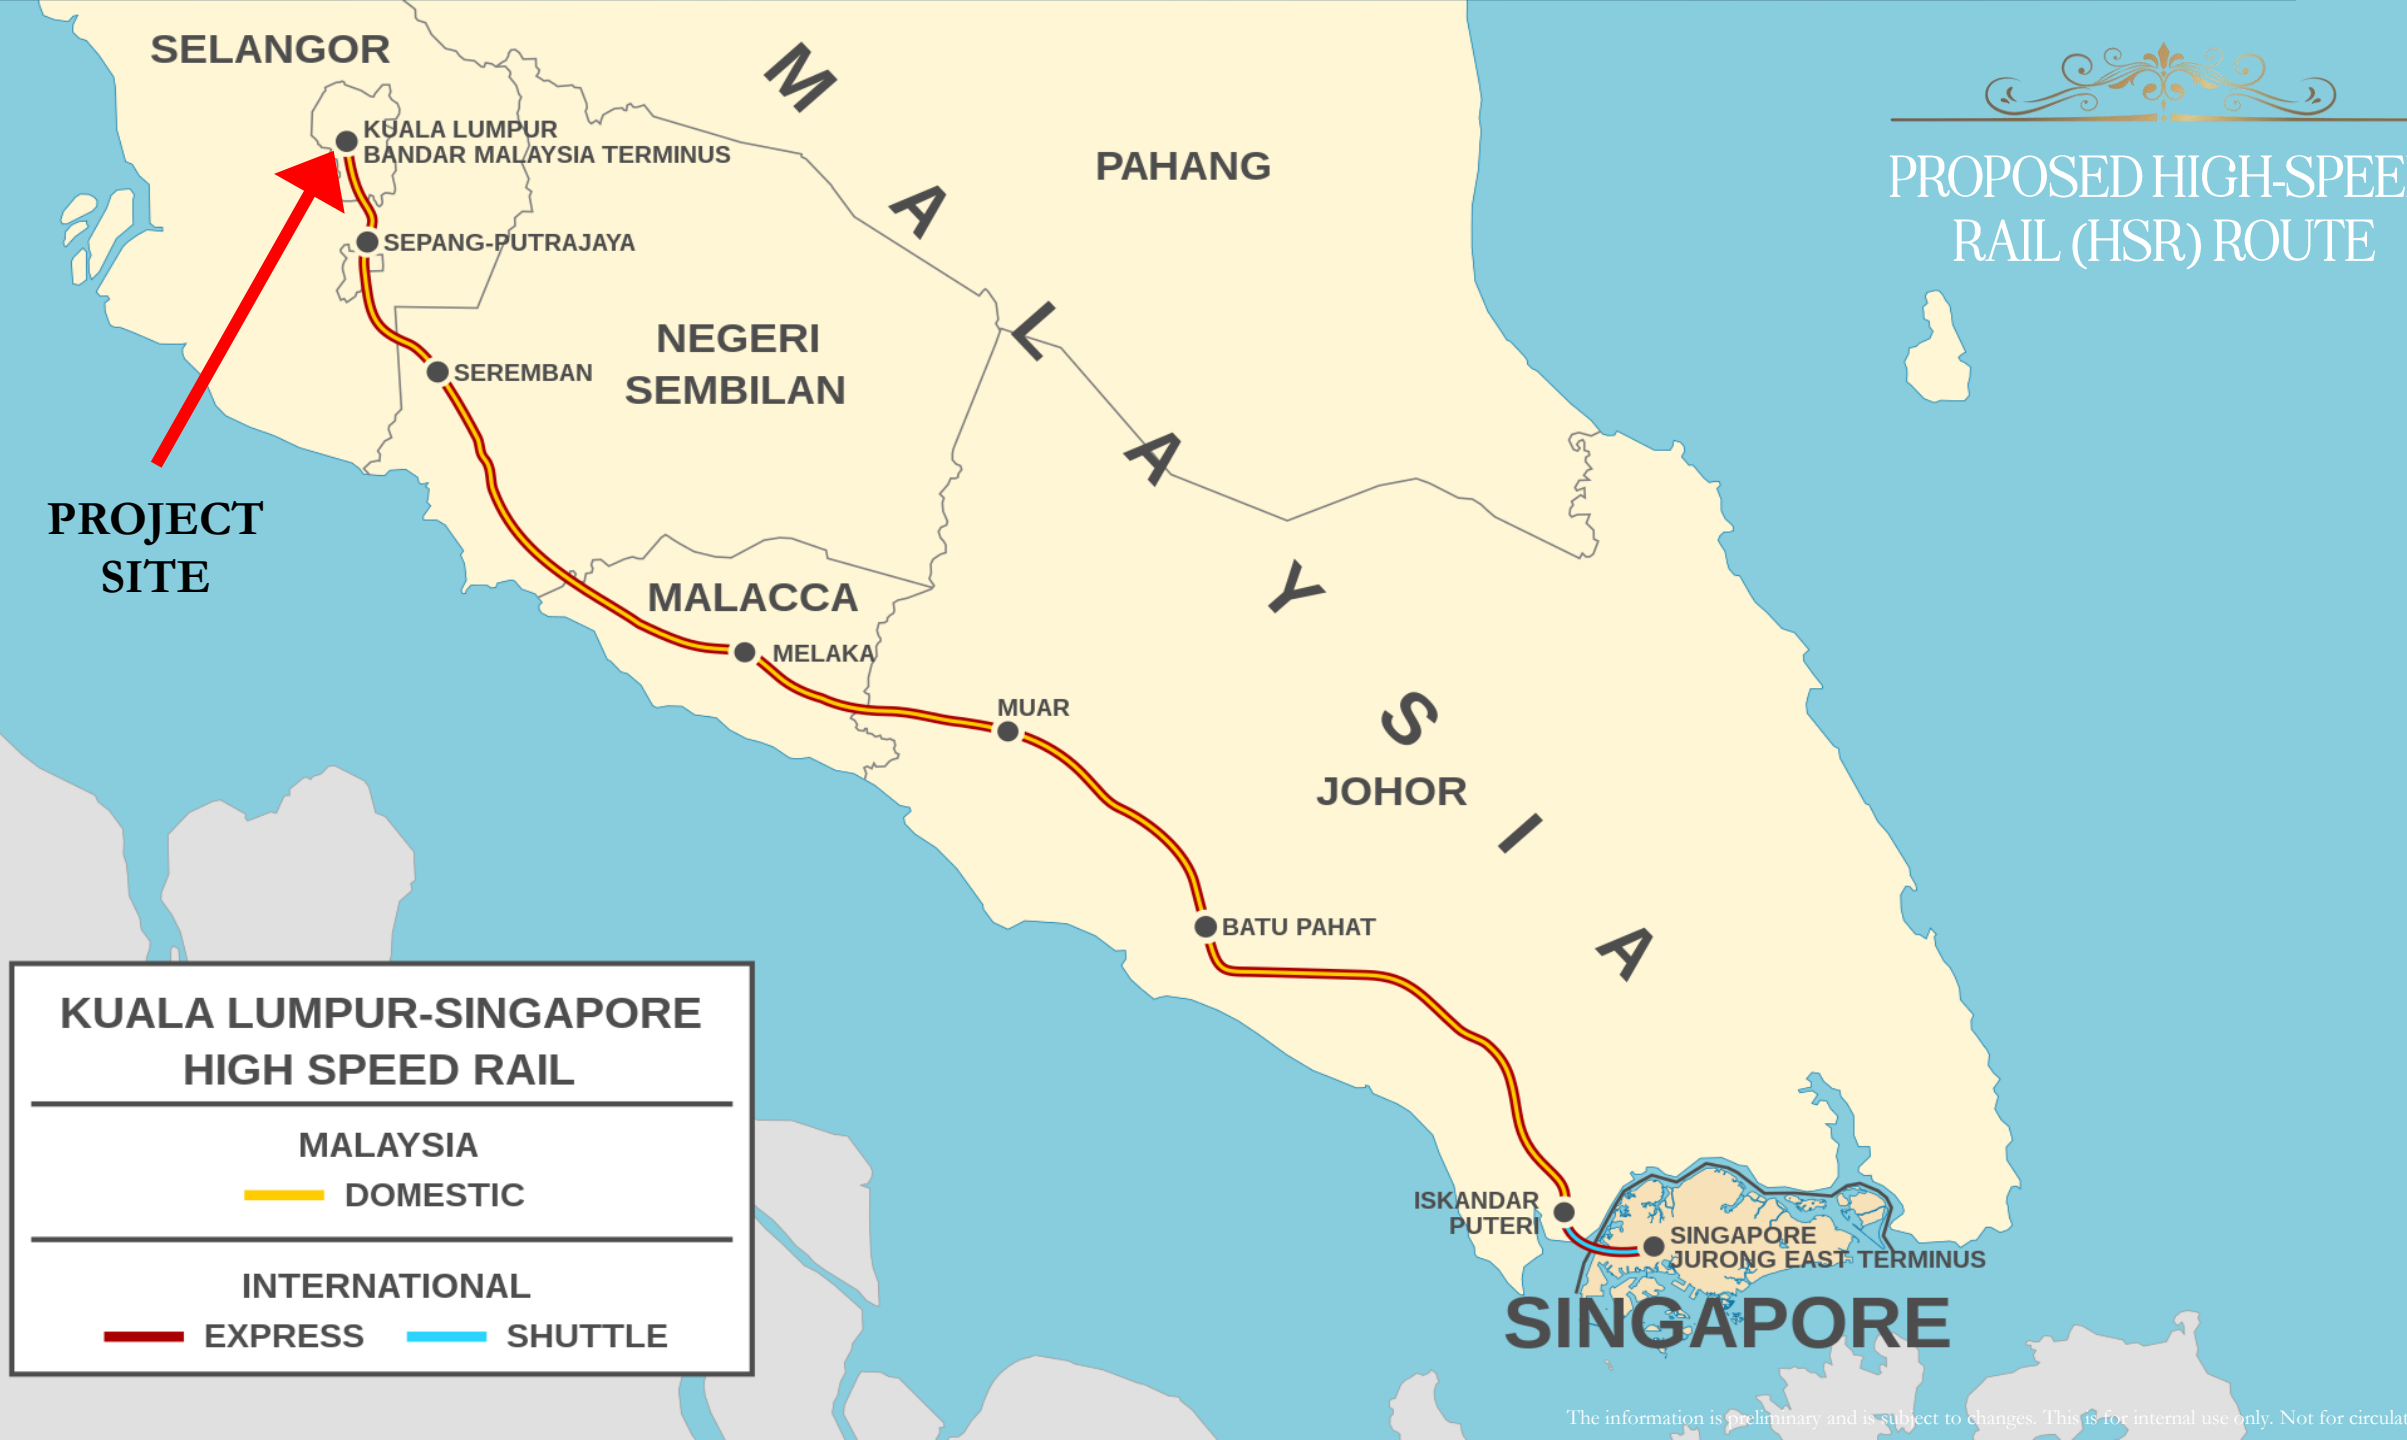 SELANGOR
KUALA LUMPUR
BANDAR MALAYSIA TERMINUS
SEPANG-PUTRAJAYA
SEREMBAN
NEGERI
SEMBILAN
PAHANG
M
A
L
A
Y
S
I
A
PROPOSED HIGH-SPEE
RAIL (HSR) ROUTE
PROJECT
SITE
MALACCA
MELAKA
MUAR
JOHOR
BATU PAHAT
ISKANDAR
PUTERI
SINGAPORE
JURONG EAST TERMINUS
SINGAPORE
KUALA LUMPUR-SINGAPORE
HIGH SPEED RAIL
MALAYSIA
DOMESTIC
INTERNATIONAL
EXPRESS SHUTTLE
The information is preliminary and is subject to changes. This is for internal use only. Not for circulat